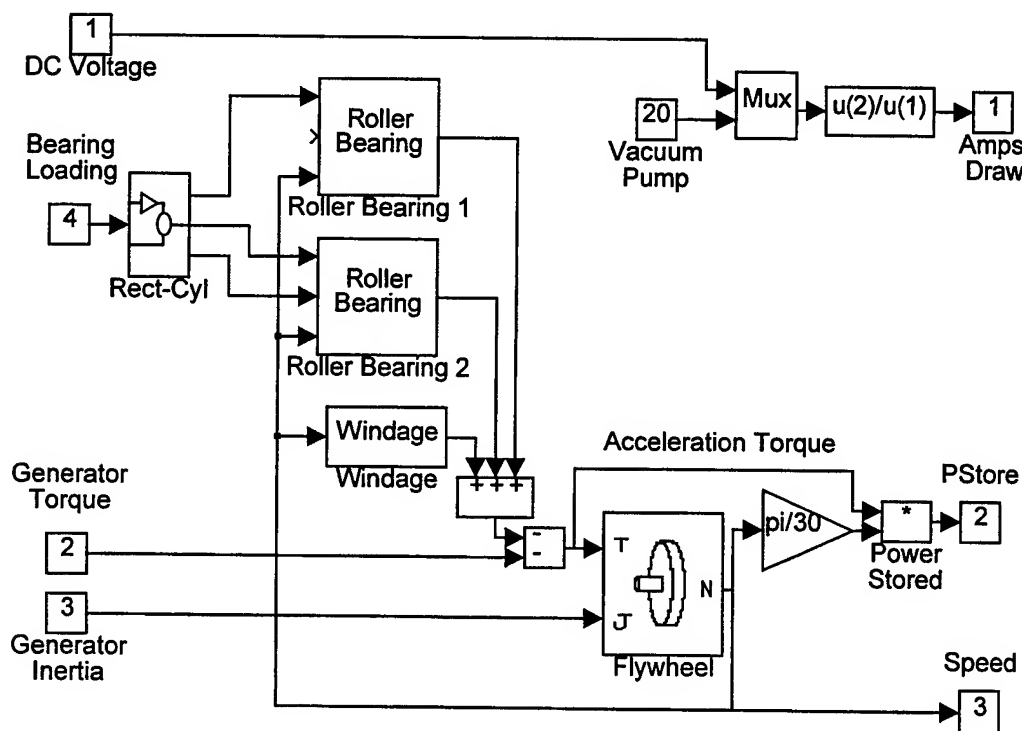 1
DC Voltage
Bearing
Loading
4
Rect-Cyl
Roller
Bearing
Roller Bearing 1
Roller
Bearing
Roller Bearing 2
Windage
Windage
+ + +
20
Vacuum
Pump
Mux
u(2)/u(1)
1
Amps
Draw
Generator
Torque
2
3
Generator
Inertia
-
-
Acceleration Torque
T
J
N
Flywheel
pi/30
*
Power
Stored
PStore
2
Speed
3